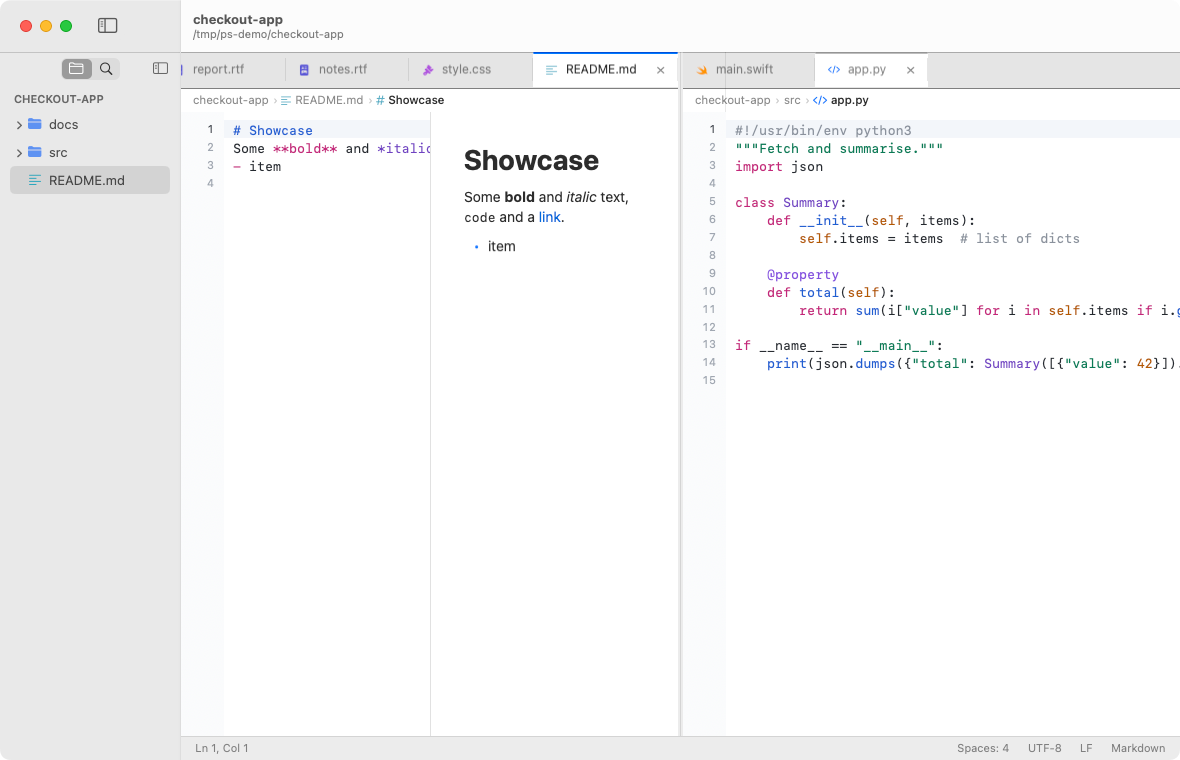 checkout-app
/tmp/ps-demo/checkout-app
report.rtf
notes.rtf
style.css
README.md
main.swift
app.py
CHECKOUT-APP
docs
src
README.md
checkout-app › README.md › # Showcase
1 # Showcase
2 Some **bold** and *italic
3 - item
4
Showcase
Some bold and italic text,
code and a link.
• item
checkout-app › src › </> app.py
1 #!/usr/bin/env python3
2 """Fetch and summarise."""
3 import json
4
5 class Summary:
6     def __init__(self, items):
7         self.items = items  # list of dicts
8
9     @property
10     def total(self):
11         return sum(i["value"] for i in self.items if i.g
12
13 if __name__ == "__main__":
14     print(json.dumps({"total": Summary([{"value": 42}]).
15
Ln 1, Col 1
Spaces: 4 UTF-8 LF Markdown